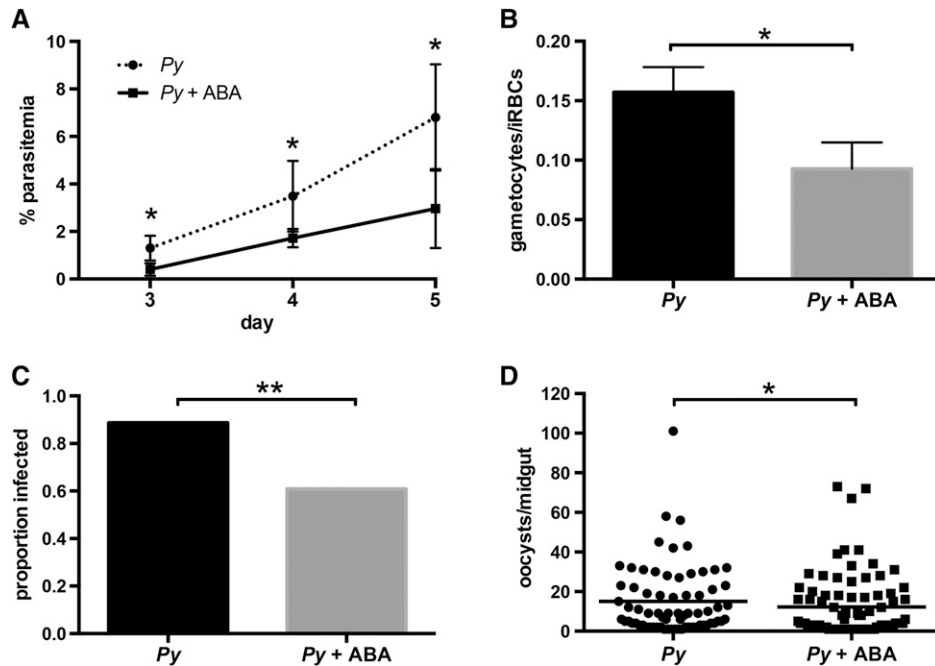 A
Py
Py + ABA
*
*
*
% parasitemia
10
8
6
4
2
0
3
4
5
day
B
*
gametocytes/iRBCs
0.20
0.15
0.10
0.05
0.00
Py
Py + ABA
C
**
proportion infected
1.0
0.8
0.6
0.4
0.2
0.0
Py
Py + ABA
D
*
oocysts/midgut
120
100
80
60
40
20
0
Py
Py + ABA